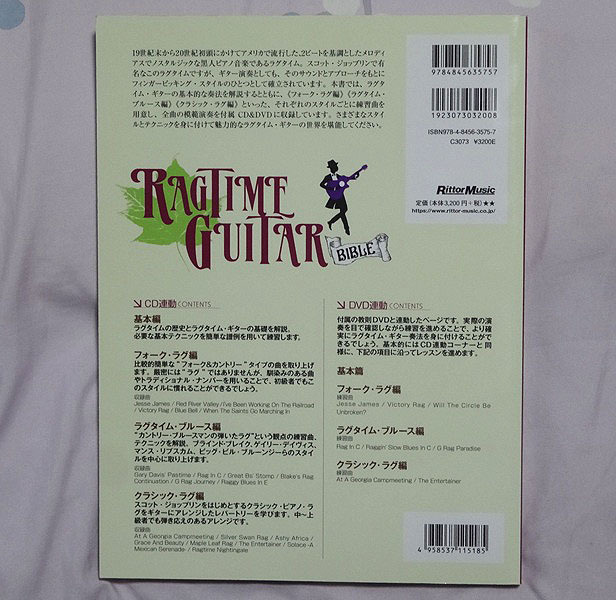 19世紀末から20世紀初頭にかけてアメリカで流行した、2ビートを基調としたメロディ
アスでノスタルジックな黒人ピアノ音楽であるラグタイム。スコット・ジョプリンで有
名なこのラグタイムですが、ギター演奏としても、そのサウンドとアプローチをもとに
フィンガーピッキング・スタイルのひとつとして確立されています。本書では、ラグタ
イム・ギターの基本的な奏法を解説するとともに、《フォーク・ラグ編》《ラグタイム・
ブルース編》《クラシック・ラグ編》といった、それぞれのスタイルごとに練習曲を
用意し、全曲の模範演奏を付属CD&DVDに収録しています。さまざまなスタイル
とテクニックを身に付けて魅力的なラグタイム・ギターの世界を堪能してください。
9784845635757
1923073032008
ISBN978-4-8456-3575-7
C3073 ¥3200E
RittorMusic
定価(本体3,200円+税)★★
https://www.rittor-music.co.jp/
RAGTIME
GUITAR
BIBLE
CD連動 CONTENTS
基本編
ラグタイムの歴史とラグタイム・ギターの基礎を解説。
必要な基本テクニックを簡単な譜例を用いて練習します。
フォーク・ラグ編
比較的簡単な"フォーク&カントリー"タイプの曲を取り上げ
ます。厳密には"ラグ"ではありませんが、馴染みのある曲
やトラディショナル・ナンバーを用いることで、初級者でもこ
のスタイルに慣れることができるでしょう。
収録曲
Jesse James / Red River Valley / I've Been Working On The Railroad
/ Victory Rag / Blue Bell / When The Saints Go Marching In
ラグタイム・ブルース編
"カントリー・ブルースマンの弾いたラグ"という観点の練習曲、
テクニックを解説。ブラインド・ブレイク、ゲイリー・デイヴィス、
マンス・リプスカム、ビッグ・ビル・ブルーンジーらのスタイ
ルを中心に取り上げます。
収録曲
Gary Davis' Pastime / Rag In C / Great Bs' Stomp / Blake's Rag
Continuation / G Rag Journey / Raggy Blues In E
クラシック・ラグ編
スコット・ジョプリンをはじめとするクラシック・ピアノ・ラ
グをギターにアレンジしたレパートリーを学びます。中〜上
級者でも弾き応えのあるアレンジです。
収録曲
At A Georgia Campmeeting / Silver Swan Rag / Ashy Africa /
Grace And Beauty / Maple Leaf Rag / The Entertainer / Solace -A
Mexican Serenade- / Ragtime Nightingale
DVD連動 CONTENTS
付属の教則DVDと連動したページです。実際の演
奏を目で確認しながら練習を進めることで、より確
実にラグタイム・ギター奏法を身に付けることがで
きるでしょう。基本的にはCD連動コーナーと同
様に、下記の項目に沿ってレッスンを進めます。
基本篇
フォーク・ラグ編
練習曲
Jesse James / Victory Rag / Will The Circle Be
Unbroken?
ラグタイム・ブルース編
練習曲
Rag In C / Raggin' Slow Blues In C / G Rag Paradise
クラシック・ラグ編
練習曲
At A Georgia Campmeeting / The Entertainer
4958537115185